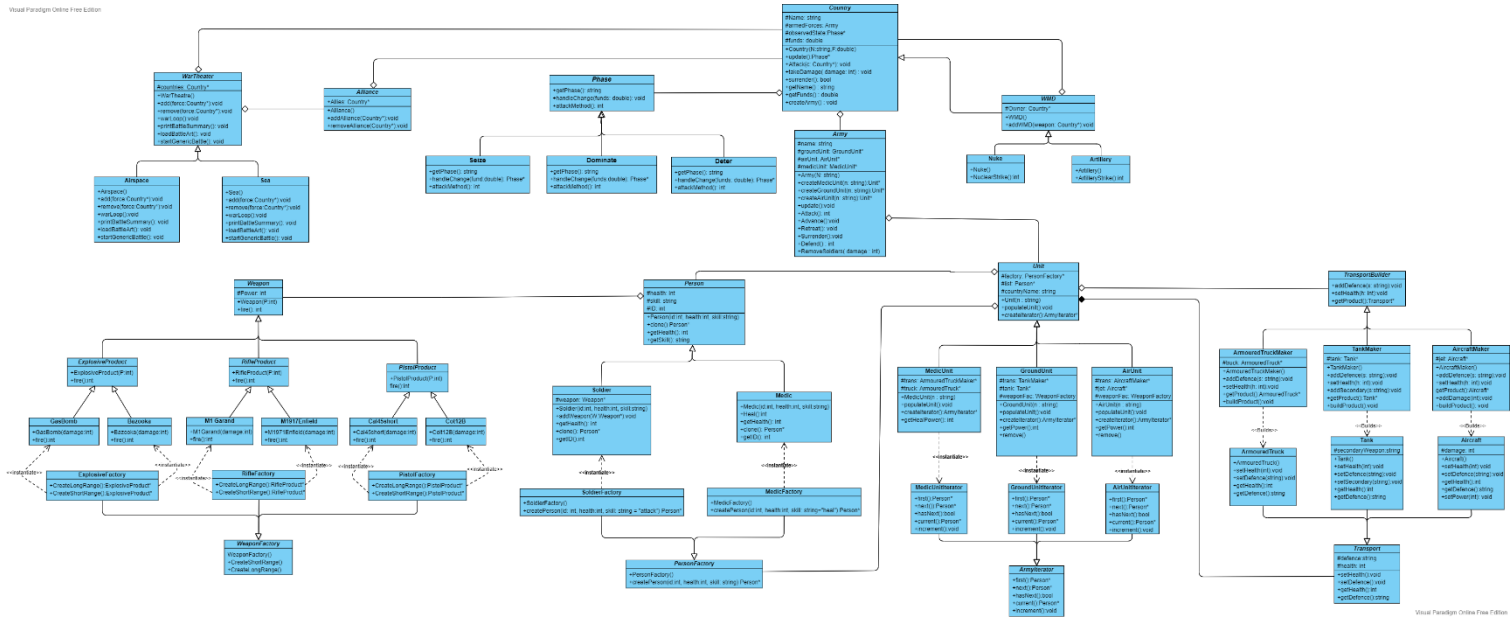 Visual Paradigm Online Free Edition
Country
#Name: string
#armedForces: Army
#observedState:Phase*
#funds: double
+Country(N:string,F:double)
+update():Phase*
+Attack(c: Country*): void
+takeDamage( damage: int) : void
+surrender(): bool
+getName() : string
+getFunds() : double
+createArmy() : void
WarTheator
#countries: Country*
+WarTheatre()
+add(force:Country*):void
+remove(force:Country*):void
+warLoop():void
+printBattleSummary(): void
+loadBattleArt(): void
+startGenericBattle(): void
Alliance
+Allies: Country*
+Alliance()
+addAlliance(Country*):void
+removeAlliance(Country*):void
Phase
+getPhase(): string
+handleChange(funds: double): void
+attackMethod(): int
WMD
#Owner: Country*
+WMD()
+addWMD(weapon: Country*): void
Army
#name: string
#groundUnit: GroundUnit*
#airUnit: AirUnit*
#medicUnit: MedicUnit*
+Army(N: string)
+createMedicUnit(n: string):Unit*
+createGroundUnit(n: string):Unit*
+createAirUnit(n: string):Unit*
+update():void
+Attack(): int
+Advance():void
+Retreat(): void
+Surrender():void
+Defend() : int
+RemoveSoldiers( damage : int)
Seize
+getPhase(): string
+handleChange(fund:double): Phase*
+attackMethod(): int
Dominate
+getPhase(): string
+handleChange(funds:double): Phase*
+attackMethod(): int
Deter
+getPhase(): string
+handleChange(funds: double): Phase*
+attackMethod(): int
Nuke
+Nuke()
+NuclearStrike():int
Artillery
+Artillery()
+ArtilleryStrike(): int
Airspace
+Airspace()
+add(force:Country*):void
+remove(force:Country*):void
+warLoop():void
+printBattleSummary(): void
+loadBattleArt(): void
+startGenericBattle(): void
Sea
+Sea()
+add(force:Country*):void
+remove(force:Country*):void
+warLoop():void
+printBattleSummary(): void
+loadBattleArt(): void
+startGenericBattle(): void
Weapon
#Power: int
+Weapon(P:int)
+fire(): int
Person
#health: int
#skill: string
#ID: int
+Person(id:int, health:int, skill:string)
+clone():Person*
+getHealth(): int
+getSkill(): string
Unit
#factory: PersonFactory*
#list: Person*
#countryName: string
+Unit(n : string)
+populateUnit():void
+createIterator():ArmyIterator*
TransportBuilder
+addDefence(s: string):void
+setHealth(h: int):void
+getProduct():Transport*
ExplosiveProduct
+ExplosiveProduct(P:int)
+fire():int
RifleProduct
+RifleProduct(P:int)
+fire():int
PistolProduct
+PistolProduct(P:int)
fire():int
GasBomb
+GasBomb(damage:int)
+fire():int
Bazooka
+Bazooka(damage:int)
+fire():int
M1 Garand
+M1Garand(damage:int)
+fire():int
M1917Enfield
+fire():int
Cal45short
+Cal45short(damage:int)
+fire():int
+fire():int
<<Instantiate>>
<<Instantiate>>
<<Instantiate>>
<<Instantiate>>
ExplosiveFactory
+CreateLongRange():ExplosiveProduct*
+CreateShortRange():ExplosiveProduct*
RifleFactory
+CreateLongRange():RifleProduct*
+CreateShortRange():RifleProduct*
PistolFactory
+CreateLongRange():PistolProduct*
+CreateShortRange():PistolProduct*
WeaponFactory
WeaponFactory()
+CreateShortRange()
+CreateLongRange()
Soldier
#weapon: Weapon*
+Soldier(id:int, health:int, skill:string)
+addWeapon(W:Weapon*):void
+getHealth(): int
+clone(): Person*
+getID():int
Medic
+Medic(id:int, health:int, skill:string)
+Heal():int
+getHealth(): int
+clone(): Person*
+getID():int
<<Instantiate>>
<<Instantiate>>
SoldierFactory
+SoldierFactory()
+createPerson(id: int, health:int, skill: string = "attack"):Person*
MedicFactory
+MedicFactory()
+createPerson(id:int, health:int, skill: string="heal"):Person*
PersonFactory
+PersonFactory()
+createPerson(id:int, health:int, skill: string):Person*
MedicUnit
#trans: ArmouredTruckMaker*
#truck: ArmouredTruck*
+MedicUnit(n: string)
+populateUnit():void
+createIterator():ArmyIterator*
+getHealPower(): int
GroundUnit
#trans: TankMaker*
#tank: Tank*
#weaponFac: WeaponFactory
+GroundUnit(n: string)
+populateUnit():void
+createIterator():ArmyIterator*
+getPower():int
+remove()
AirUnit
#trans: AircraftMaker*
#jet: Aircraft*
#weaponFac: WeaponFactory
+AirUnit(n : string)
+populateUnit():void
+createIterator():ArmyIterator*
+getPower():int
+remove()
<<Instantiate>>
<<Instantiate>>
<<Instantiate>>
MedicUnitIterator
+first():Person*
+next():Person*
+hasNext():bool
+current():Person*
+increment():void
GroundUnitIterator
+first():Person*
+next():Person*
+hasNext():bool
+current():Person*
+increment():void
AirUnitIterator
+first():Person*
+next():Person*
+hasNext():bool
+current():Person*
+increment():void
ArmyIterator
+first():Person*
+next():Person*
+hasNext():bool
+current():Person*
+increment():void
ArmouredTruckMaker
#truck: ArmouredTruck*
+ArmouredTruckMaker()
+addDefence(s: string):void
+setHealth(h: int):void
+getProduct():ArmouredTruck*
+buildProduct():void
TankMaker
#tank: Tank*
+TankMaker()
+addDefence(s: string):void
+setHealth(h: int):void
+addSecondary(s:string):void
+getProduct():Tank*
+buildProduct():void
AircraftMaker
#jet: Aircraft*
+AircraftMaker()
+addDefence(s: string):void
+setHealth(h: int):void
+getProduct():Aircraft*
+addDamage(int):void
+buildProduct(): void
<<Builds>>
<<Builds>>
<<Builds>>
ArmouredTruck
+ArmouredTruck()
+setHealth(int):void
+setDefence(string):void
+getHealth():int
+getDefence():string
Tank
#secondaryWeapon:string
+Tank()
+setHealth(int):void
+setDefence(string):void
+setSecondary(string):void
+getHealth():int
+getDefence():string
Aircraft
#damage: int
+Aircraft()
+setHealth(int):void
+setDefence(string):void
+getHealth():int
+getDefence():string
+setPower(int): void
Transport
#defence:string
#health: int
+setHealth():void
+setDefence():void
+getHealth():int
+getDefence():string
Visual Paradigm Online Free Edition